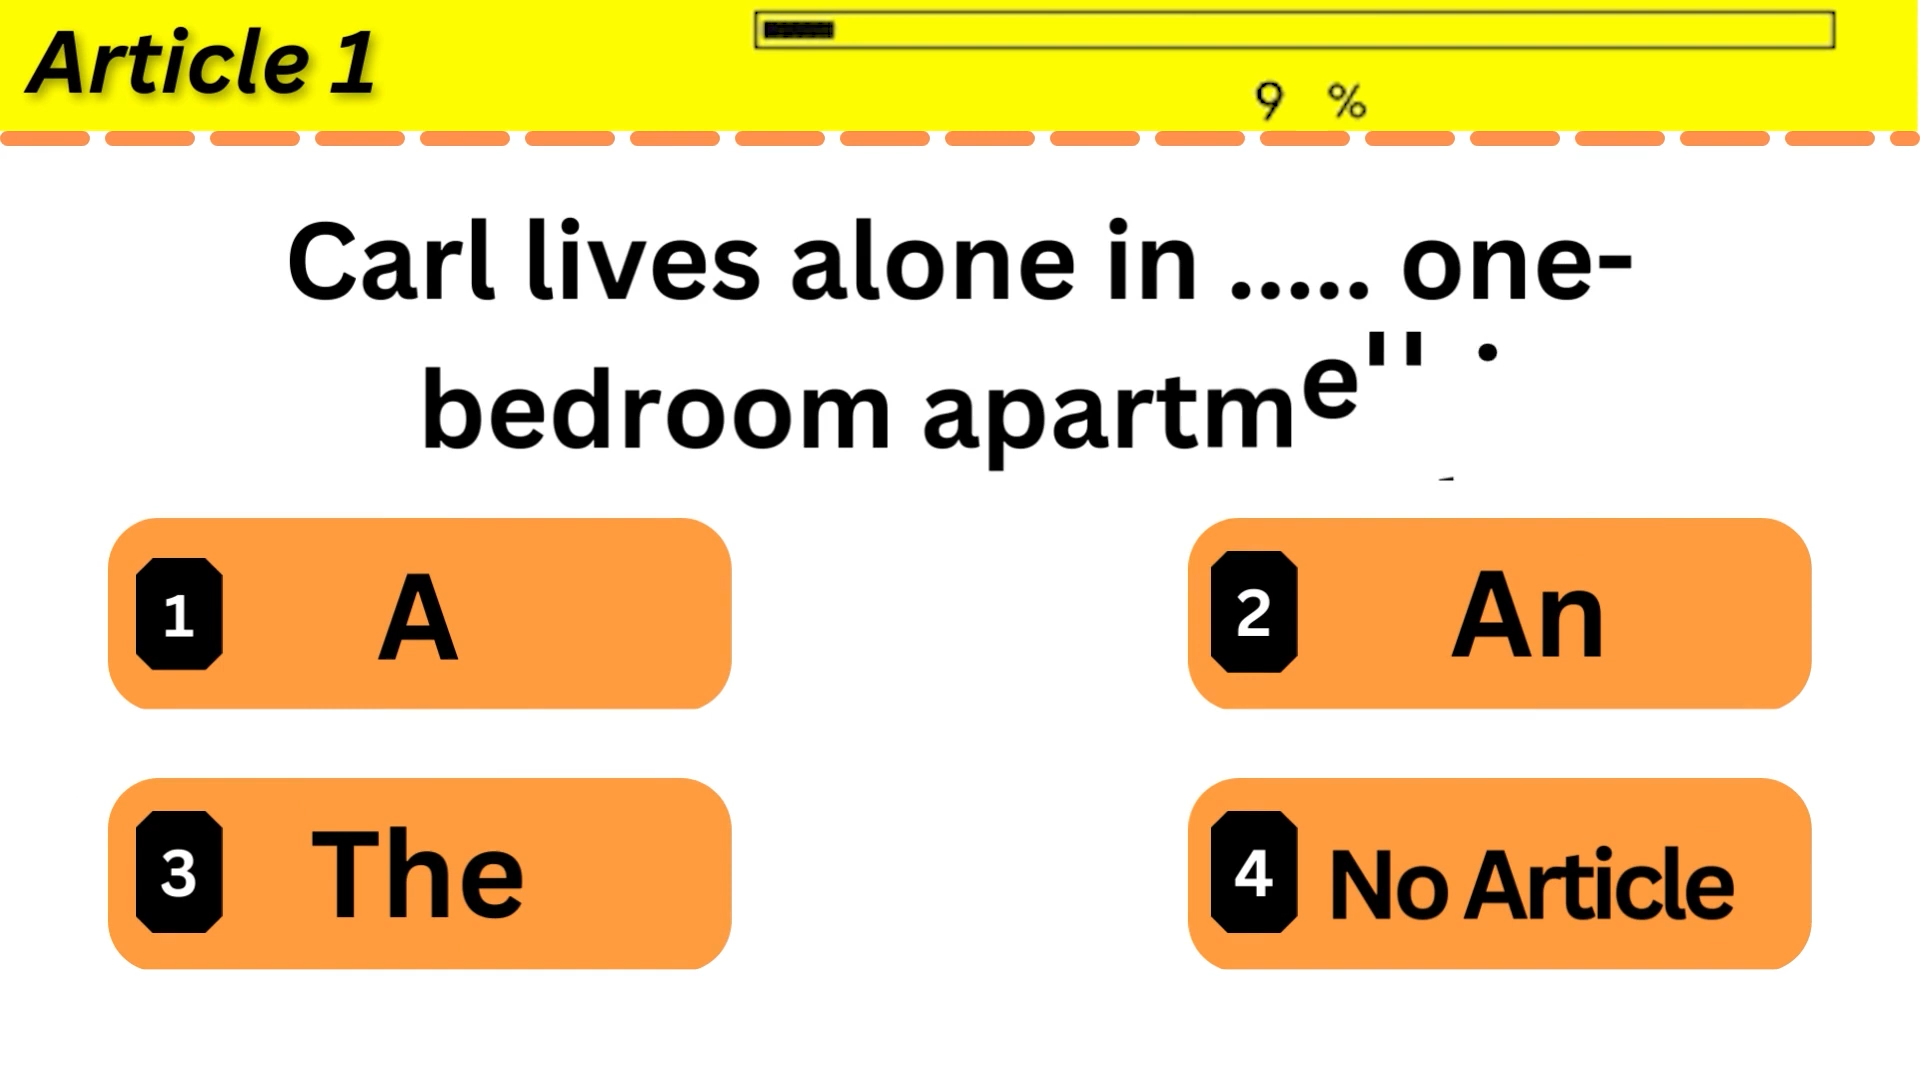 Article 1
9 %
Carl lives alone in ..... one-
bedroom apartme
1 A
2 An
3 The
4 No Article